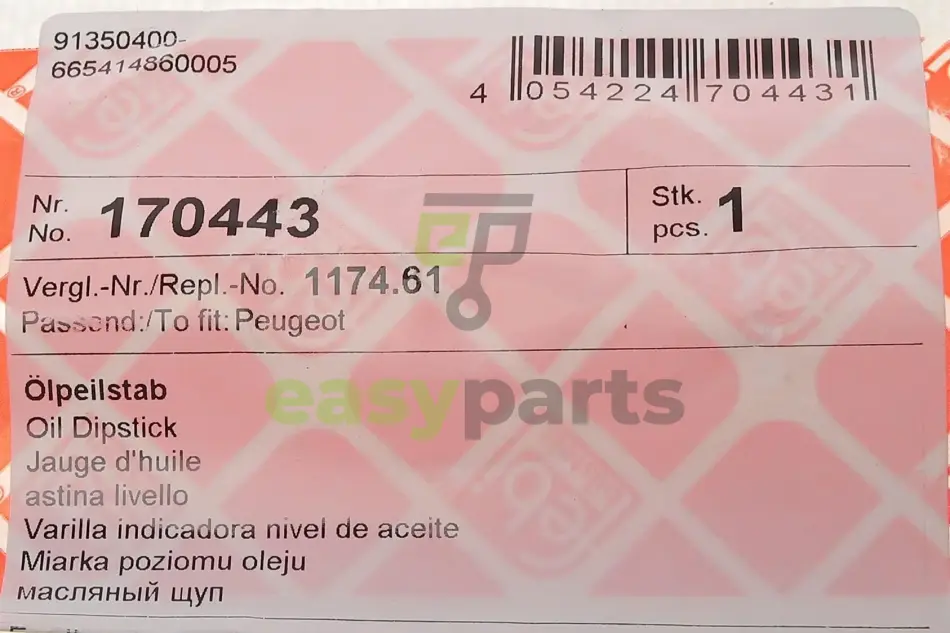 91350400-
665414860005
4 054224 704431
Nr.
No. 170443
Stk.
pcs. 1
Vergl.-Nr./Repl.-No. 1174.61
Passend:/To fit: Peugeot
easyparts
Ölpeilstab
Oil Dipstick
Jauge d'huile
astina livello
Varilla indicadora nivel de aceite
Miarka poziomu oleju
масляный щуп